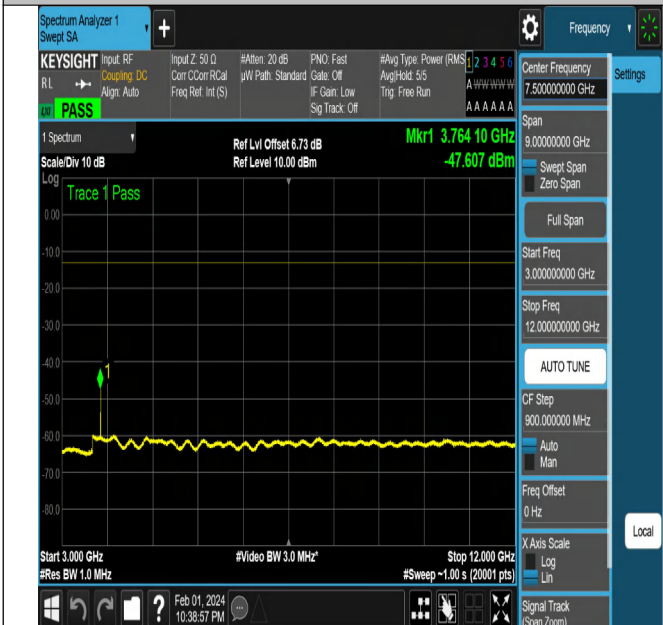 Spectrum Analyzer 1
Swept SA
Frequency
KEYSIGHT
RL
PASS
Input: RF
Coupling: DC
Align: Auto
Input Z: 50 Ω
Corr CCorr RCal
Freq Ref: Int (S)
#Atten: 20 dB
µW Path: Standard
PNO: Fast
Gate: Off
IF Gain: Low
Sig Track: Off
#Avg Type: Power (RMS
Avg|Hold: 5/5
Trig: Free Run
1 2 3 4 5 6
A W W W W W
A A A A A A
1 Spectrum
Scale/Div 10 dB
Log
Ref Lvl Offset 6.73 dB
Ref Level 10.00 dBm
Mkr1 3.764 10 GHz
-47.607 dBm
Trace 1 Pass
0.00
-10.0
-20.0
-30.0
-40.0
1
-50.0
-60.0
-70.0
-80.0
Start 3.000 GHz
#Res BW 1.0 MHz
#Video BW 3.0 MHz*
Stop 12.000 GHz
#Sweep ~1.00 s (20001 pts)
Feb 01, 2024
10:38:57 PM
Center Frequency
7.500000000 GHz
Settings
Span
9.00000000 GHz
Swept Span
Zero Span
Full Span
Start Freq
3.000000000 GHz
Stop Freq
12.000000000 GHz
AUTO TUNE
CF Step
900.000000 MHz
Auto
Man
Freq Offset
0 Hz
Local
X Axis Scale
Log
Lin
Signal Track
(Span Zoom)